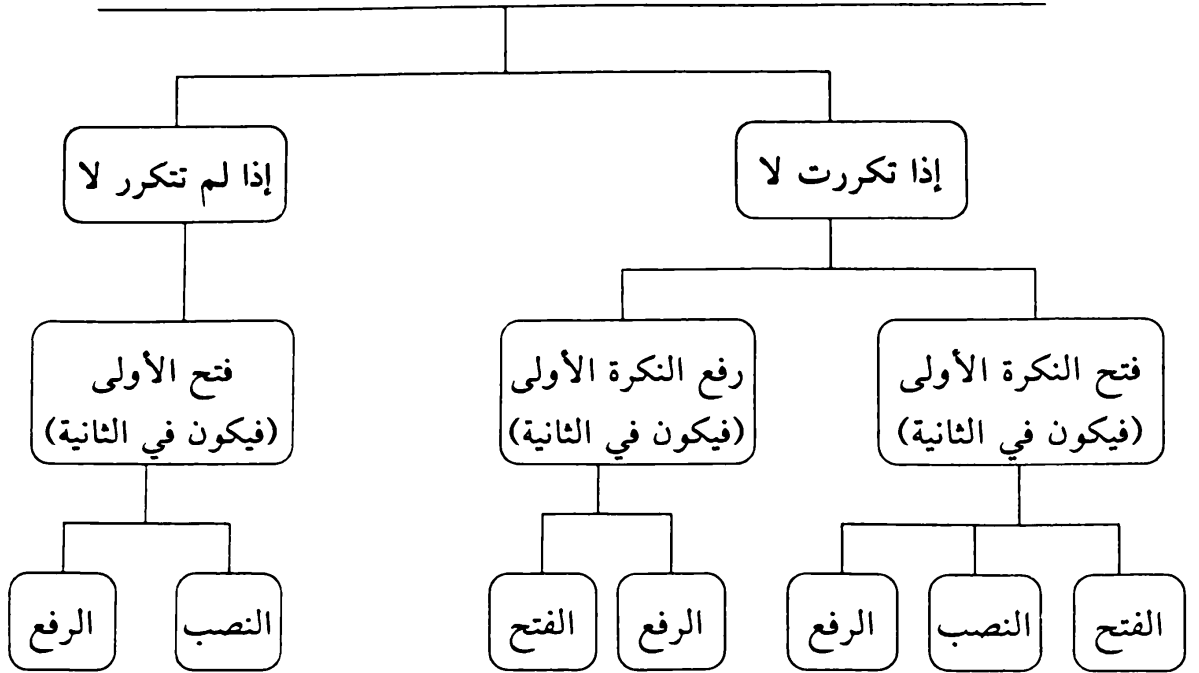 إذا تكررت لا
إذا لم تتكرر لا
فتح النكرة الأولى
(فيكون في الثانية)
رفع النكرة الأولى
(فيكون في الثانية)
فتح الأولى
(فيكون في الثانية)
الفتح
النصب
الرفع
الرفع
الفتح
النصب
الرفع